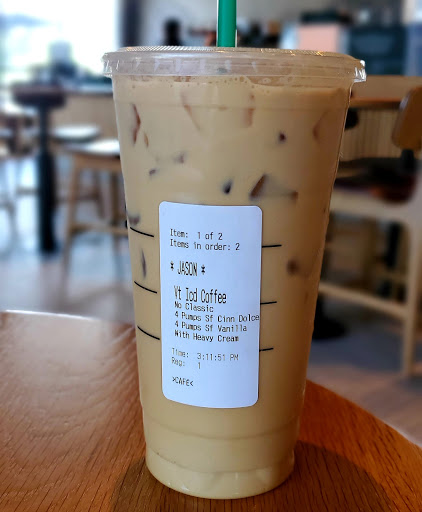 Item: 1 of 2
Items in order: 2
* JASON *
Vt Icd Coffee
No Classic
4 Pumps Sf Cinn Dolce
4 Pumps Sf Vanilla
With Heavy Cream
Time: 3:11:51 PM
Reg: 1
>CAFE<